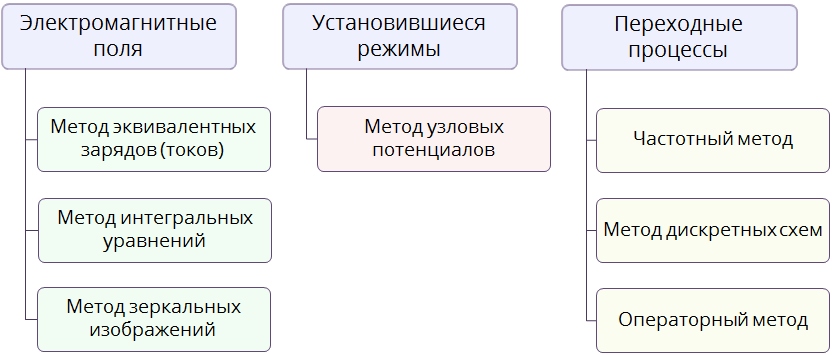 Электромагнитные
поля
Метод эквивалентных
зарядов (токов)
Метод интегральных
уравнений
Метод зеркальных
изображений
Установившиеся
режимы
Метод узловых
потенциалов
Переходные
процессы
Частотный метод
Метод дискретных схем
Операторный метод